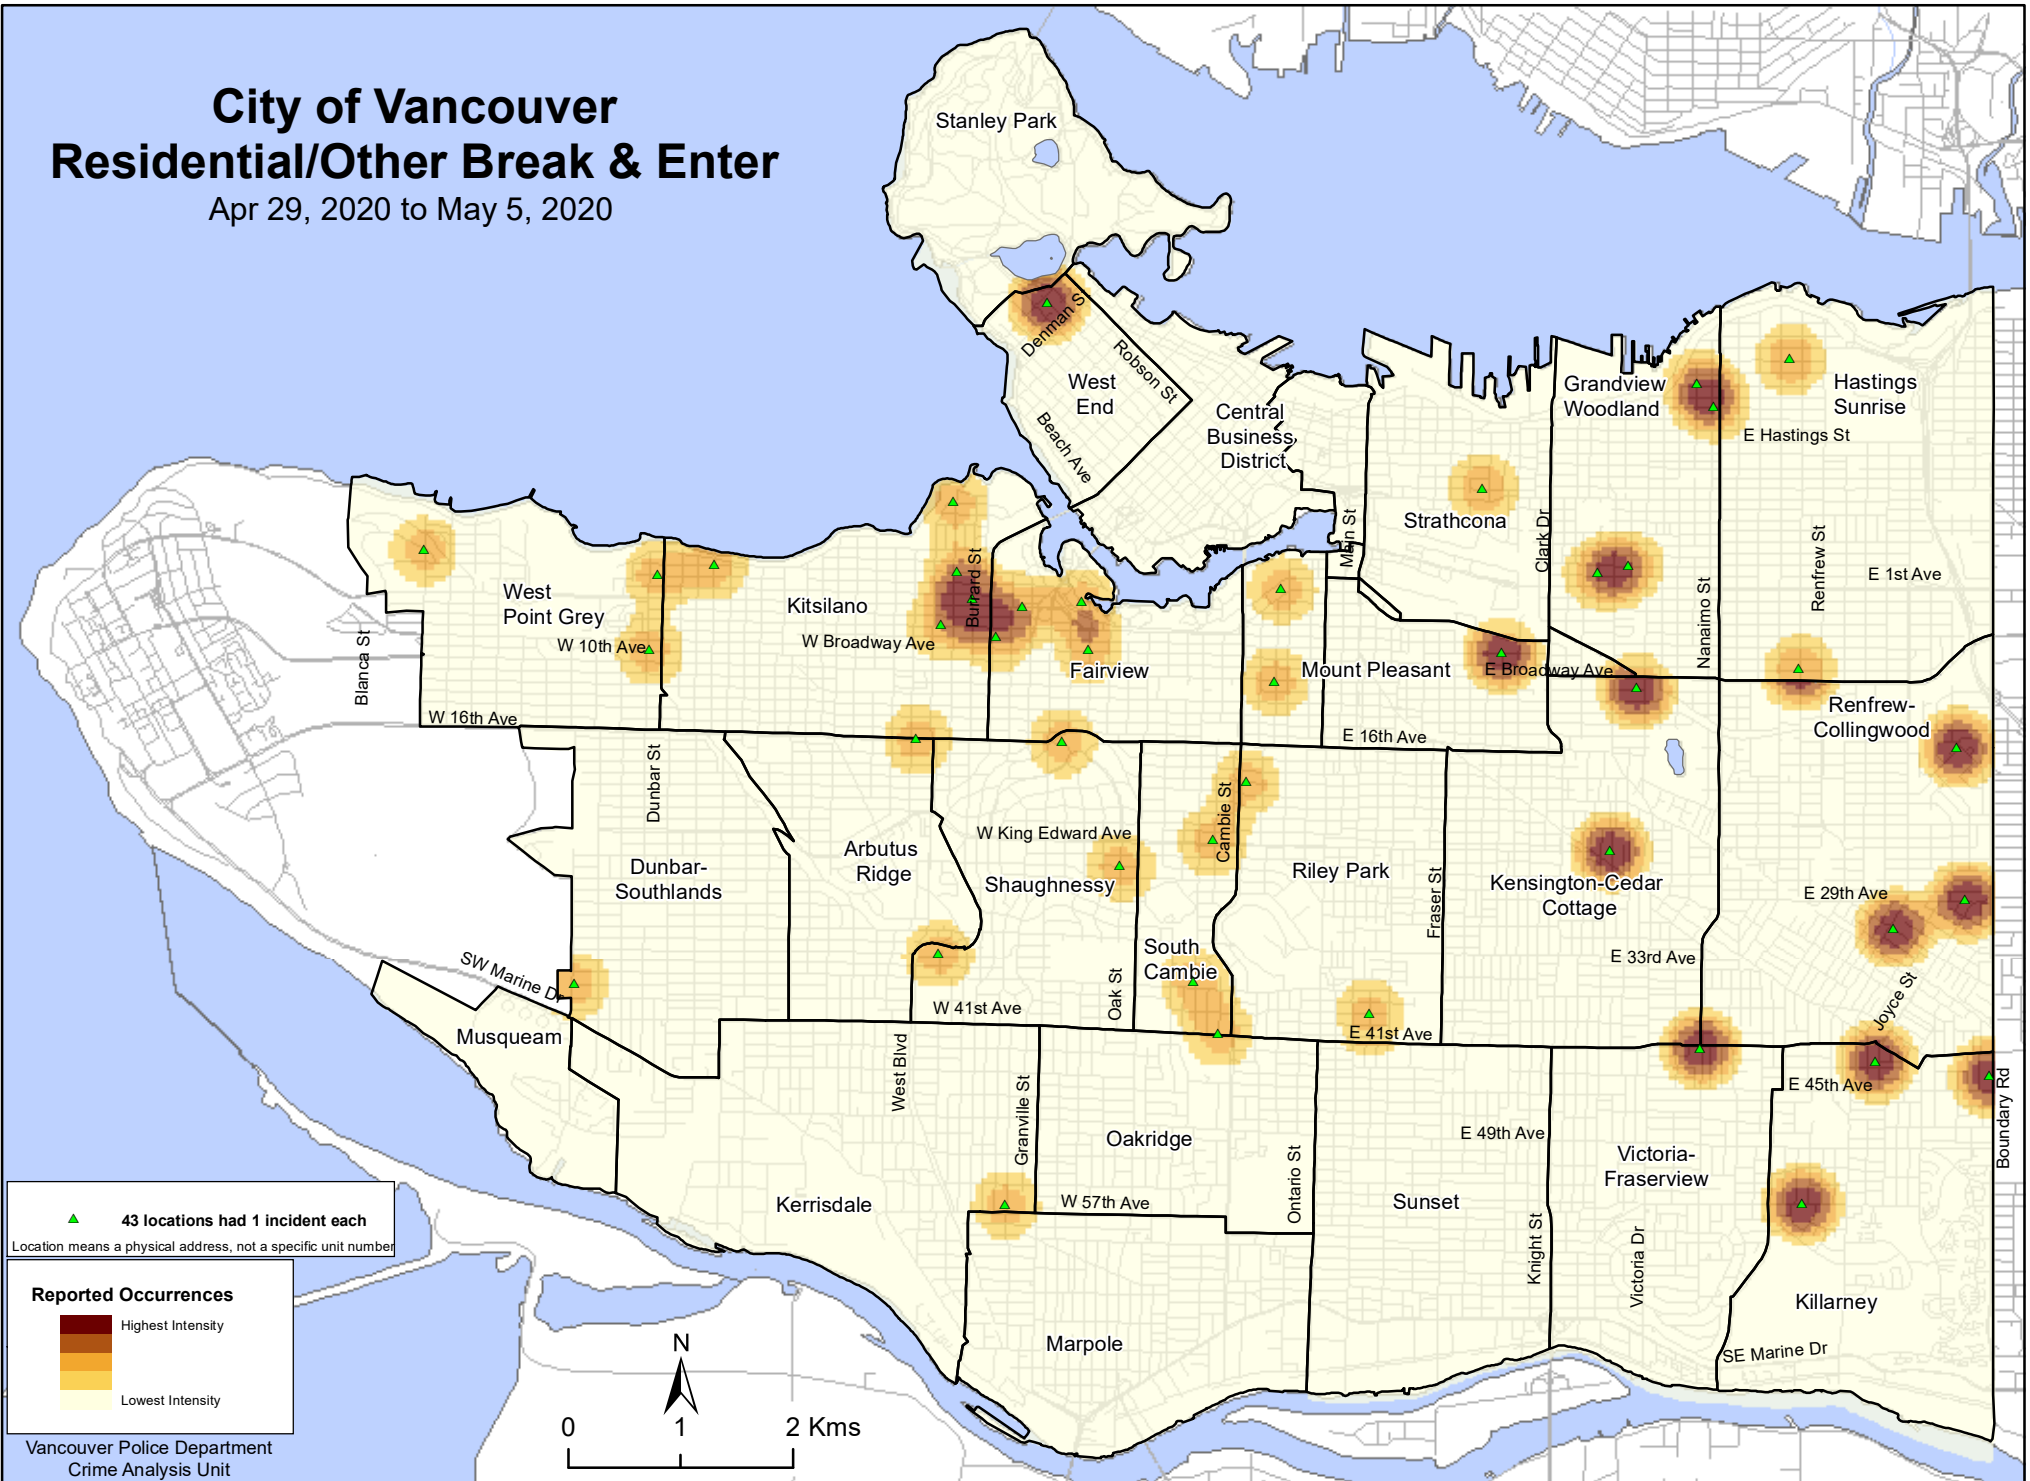 City of Vancouver
Residential/Other Break & Enter
Apr 29, 2020 to May 5, 2020
Stanley Park
Denman S
Robson St
West
End
Beach Ave
Central
Business
District
Grandview
Woodland
Hastings
Sunrise
E Hastings St
Strathcona
Main St
Clark Dr
Nanaimo St
Renfrew St
E 1st Ave
West
Point Grey
W 10th Ave
Blanca St
W 16th Ave
Kitsilano
W Broadway Ave
Burrard St
Fairview
Mount Pleasant
E Broadway Ave
E 16th Ave
Renfrew-
Collingwood
Dunbar St
Dunbar-
Southlands
Arbutus
Ridge
W King Edward Ave
Shaughnessy
Cambie St
Riley Park
Fraser St
Kensington-Cedar
Cottage
E 29th Ave
E 33rd Ave
South
Cambie
Oak St
W 41st Ave
E 41st Ave
Joyce St
SW Marine Dr
Musqueam
West Blvd
Granville St
Oakridge
E 45th Ave
Boundary Rd
E 49th Ave
Ontario St
Victoria-
Fraserview
Kerrisdale
W 57th Ave
Sunset
Knight St
Victoria Dr
Killarney
SE Marine Dr
Marpole
43 locations had 1 incident each
Location means a physical address, not a specific unit number
Reported Occurrences
Highest Intensity
Lowest Intensity
N
0 1 2 Kms
Vancouver Police Department
Crime Analysis Unit